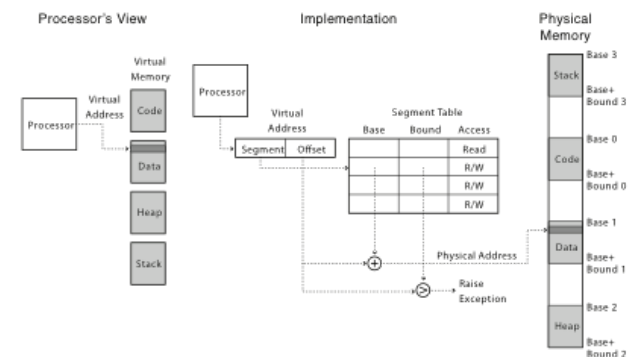 Processor's View
Implementation
Physical
Memory
Virtual
Memory
Processor
Virtual
Address
Code
Data
Heap
Stack
Processor
Virtual
Address
Segment Offset
Segment Table
Base Bound Access
Read
R/W
R/W
R/W
+
Physical Address
>
Raise
Exception
Base 3
Stack
Base+
Bound 3
Base 0
Code
Base+
Bound 0
Base 1
Data
Base+
Bound 1
Base 2
Heap
Base+
Bound 2